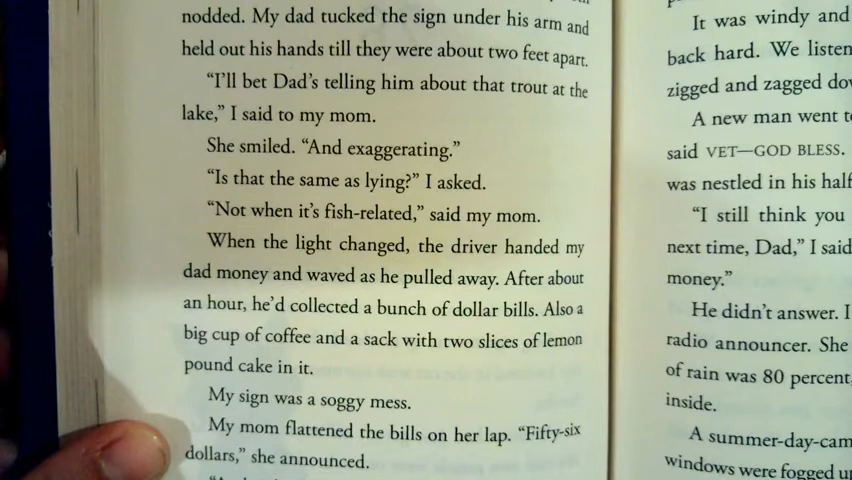 nodded. My dad tucked the sign under his arm and
held out his hands till they were about two feet apart.
“I’ll bet Dad’s telling him about that trout at the
lake,” I said to my mom.
She smiled. “And exaggerating.”
“Is that the same as lying?” I asked.
“Not when it’s fish-related,” said my mom.
When the light changed, the driver handed my
dad money and waved as he pulled away. After about
an hour, he’d collected a bunch of dollar bills. Also a
big cup of coffee and a sack with two slices of lemon
pound cake in it.
My sign was a soggy mess.
My mom flattened the bills on her lap. “Fifty-six
dollars,” she announced.
It was windy and
back hard. We listen
zigged and zagged do
A new man went t
said VET—GOD BLESS.
was nestled in his half
“I still think you
next time, Dad,” I said
money.”
He didn’t answer. I
radio announcer. She
of rain was 80 percent,
inside.
A summer-day-cam
windows were fogged up